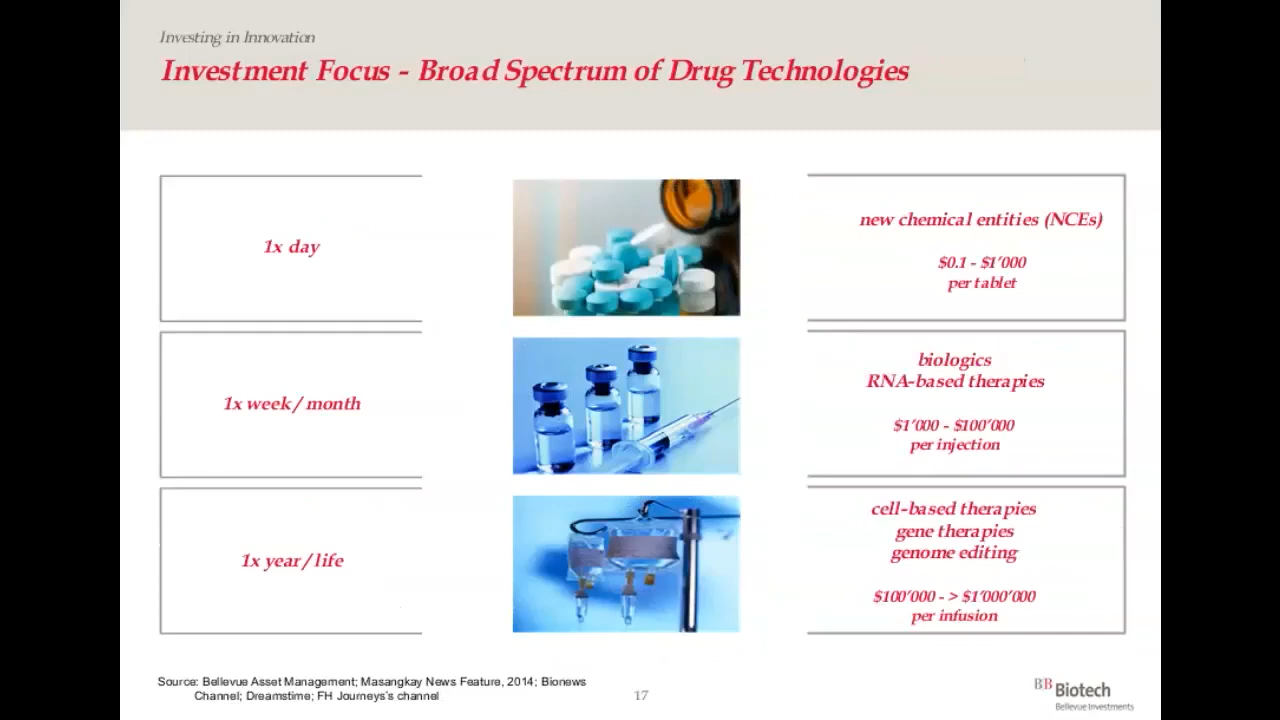 Investing in Innovation
Investment Focus - Broad Spectrum of Drug Technologies
1x day
new chemical entities (NCEs)
$0.1 - $1’000
per tablet
1x week / month
biologics
RNA-based therapies
$1’000 - $100’000
per injection
1x year / life
cell-based therapies
gene therapies
genome editing
$100’000 - > $1’000’000
per infusion
Source: Bellevue Asset Management; Masangkay News Feature, 2014; Bionews
Channel; Dreamstime; FH Journeys’s channel
17
BB Biotech
Bellevue Investments